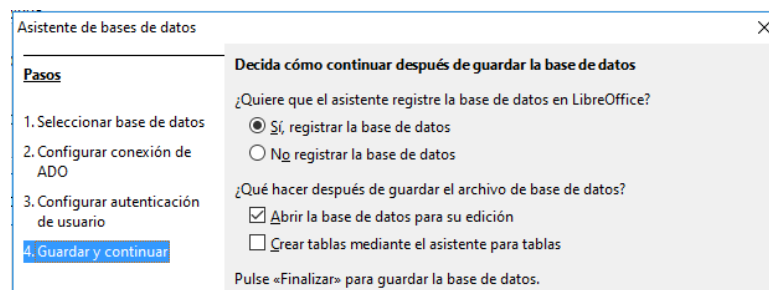 Asistente de bases de datos
Pasos
1. Seleccionar base de datos
2. Configurar conexión de
ADO
3. Configurar autenticación
de usuario
4. Guardar y continuar
Decida cómo continuar después de guardar la base de datos
¿Quiere que el asistente registre la base de datos en LibreOffice?
Sí, registrar la base de datos
No registrar la base de datos
¿Qué hacer después de guardar el archivo de base de datos?
Abrir la base de datos para su edición
Crear tablas mediante el asistente para tablas
Pulse «Finalizar» para guardar la base de datos.